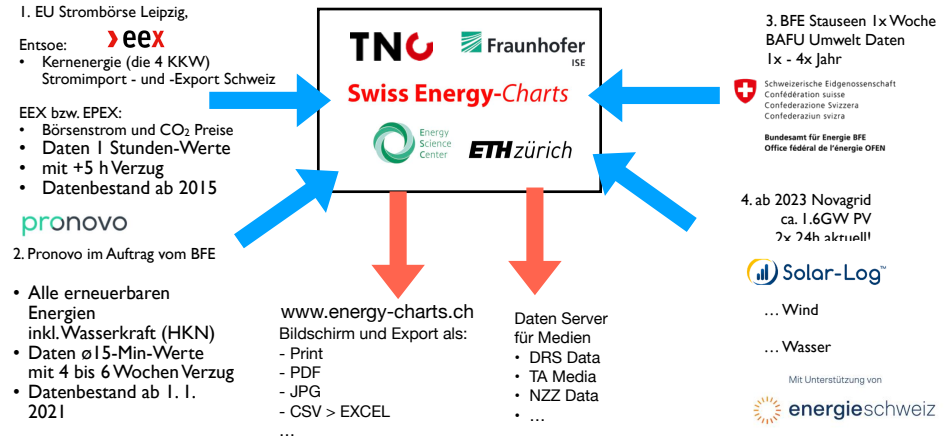 1. EU Strombörse Leipzig,
Entsoe:
eex
• Kernenergie (die 4 KKW)
Stromimport - und -Export Schweiz
EEX bzw. EPEX:
• Börsenstrom und CO₂ Preise
• Daten 1 Stunden-Werte
• mit +5 h Verzug
• Datenbestand ab 2015
pronovo
2. Pronovo im Auftrag vom BFE
• Alle erneuerbaren
Energien
inkl. Wasserkraft (HKN)
• Daten ø15-Min-Werte
mit 4 bis 6 Wochen Verzug
• Datenbestand ab 1. 1.
2021
TNC
Fraunhofer
ISE
Swiss Energy-Charts
Energy
Science
Center
ETH zürich
www.energy-charts.ch
Bildschirm und Export als:
- Print
- PDF
- JPG
- CSV > EXCEL
...
Daten Server
für Medien
• DRS Data
• TA Media
• NZZ Data
• ...
3. BFE Stauseen 1x Woche
BAFU Umwelt Daten
1x - 4x Jahr
Schweizerische Eidgenossenschaft
Confédération suisse
Confederazione Svizzera
Confederaziun svizra
Bundesamt für Energie BFE
Office fédéral de l'énergie OFEN
4. ab 2023 Novagrid
ca. 1.6GW PV
2x 24h aktuell!
Solar-Log™
... Wind
... Wasser
Mit Unterstützung von
energieschweiz